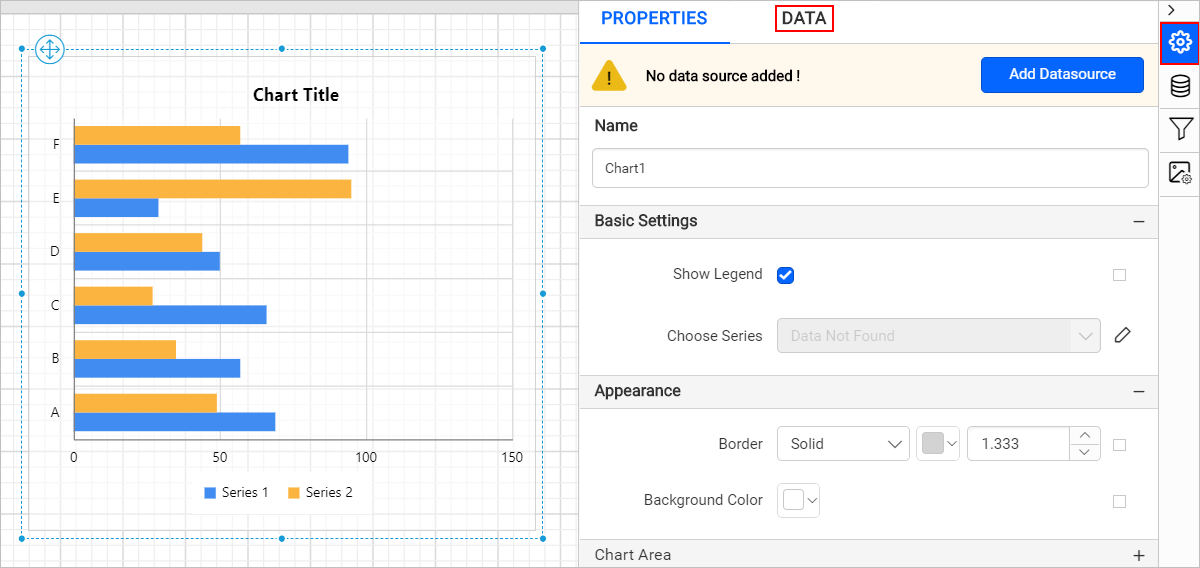 Chart Title
F
E
D
C
B
A
0 50 100 150
Series 1 Series 2
PROPERTIES DATA
No data source added !
Add Datasource
Name
Chart1
Basic Settings
Show Legend
Choose Series Data Not Found
Appearance
Border Solid 1.333
Background Color
Chart Area